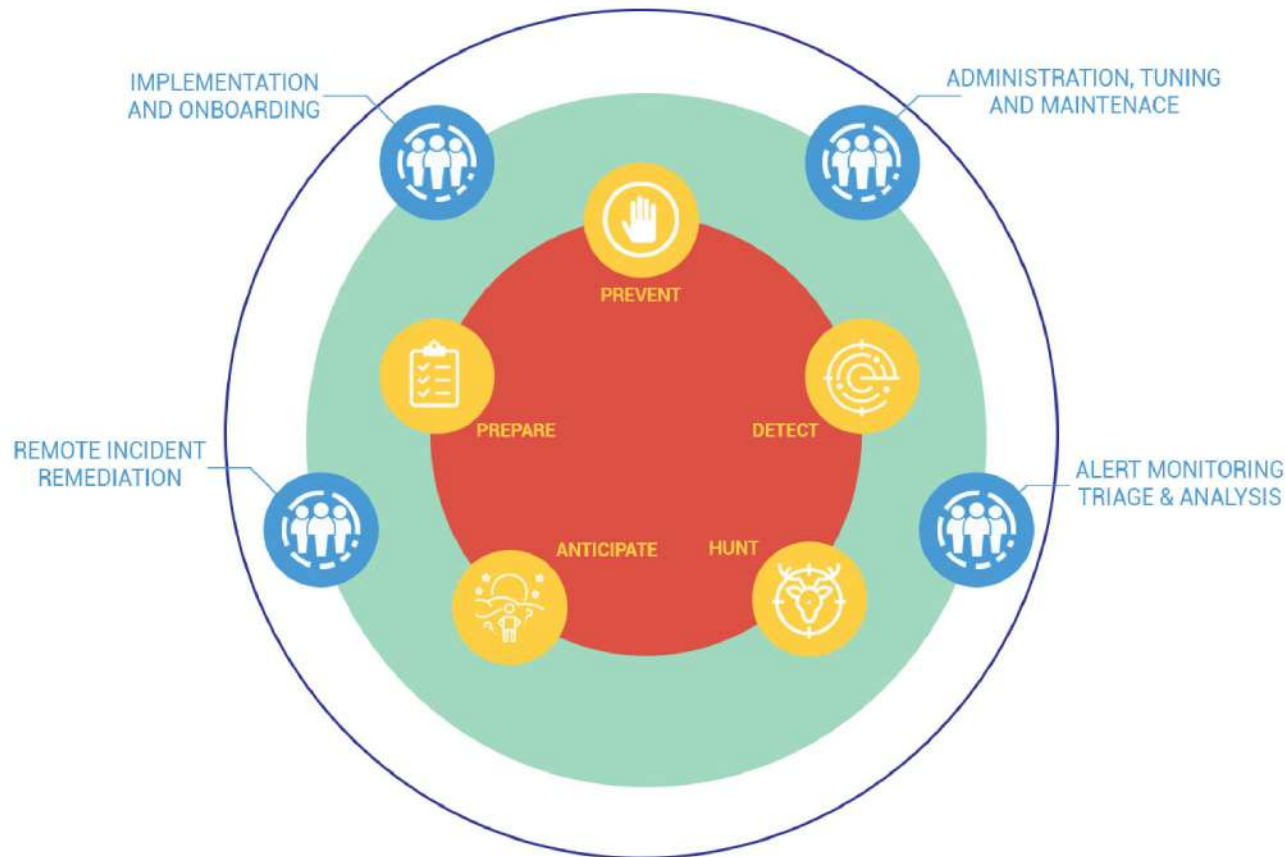 IMPLEMENTATION
AND ONBOARDING
ADMINISTRATION, TUNING
AND MAINTENACE
PREVENT
PREPARE
DETECT
REMOTE INCIDENT
REMEDIATION
ALERT MONITORING
TRIAGE & ANALYSIS
ANTICIPATE
HUNT